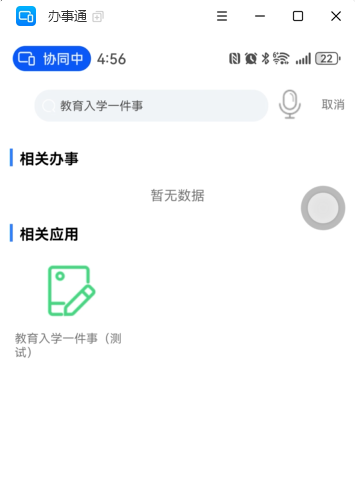 办事通
协同中 4:56 22
教育入学一件事 取消
相关办事
暂无数据
相关应用
教育入学一件事（测
试）